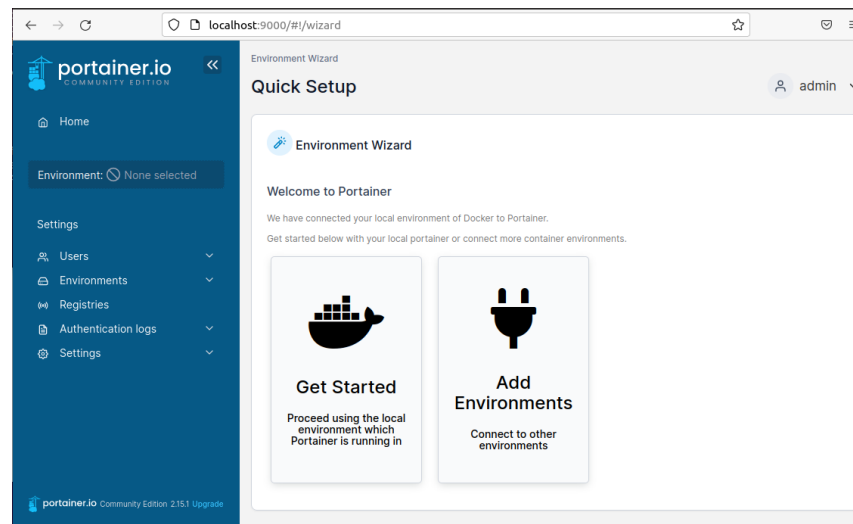 localhost:9000/#!/wizard
portainer.io
COMMUNITY EDITION
Home
Environment: None selected
Settings
Users
Environments
Registries
Authentication logs
Settings
portainer.io Community Edition 2.15.1 Upgrade
Environment Wizard
Quick Setup
admin
Environment Wizard
Welcome to Portainer
We have connected your local environment of Docker to Portainer.
Get started below with your local portainer or connect more container environments.
Get Started
Proceed using the local
environment which
Portainer is running in
Add
Environments
Connect to other
environments